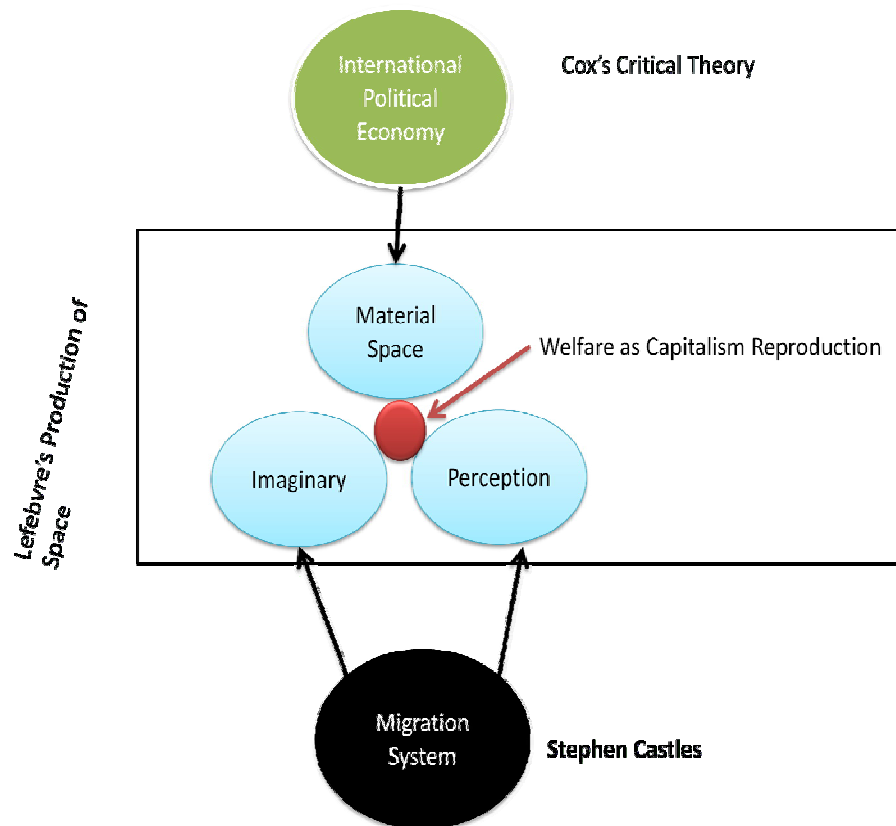 International
Political
Economy
Cox's Critical Theory
Lefebvre's Production of
Space
Material
Space
Welfare as Capitalism Reproduction
Imaginary
Perception
Migration
System
Stephen Castles